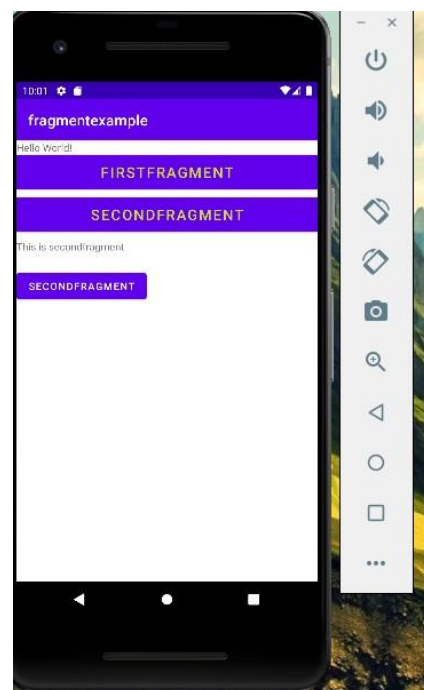 10:01
fragmentexample
Hello World!
FIRSTFRAGMENT
SECONDFRAGMENT
This is secondfragment
SECONDFRAGMENT